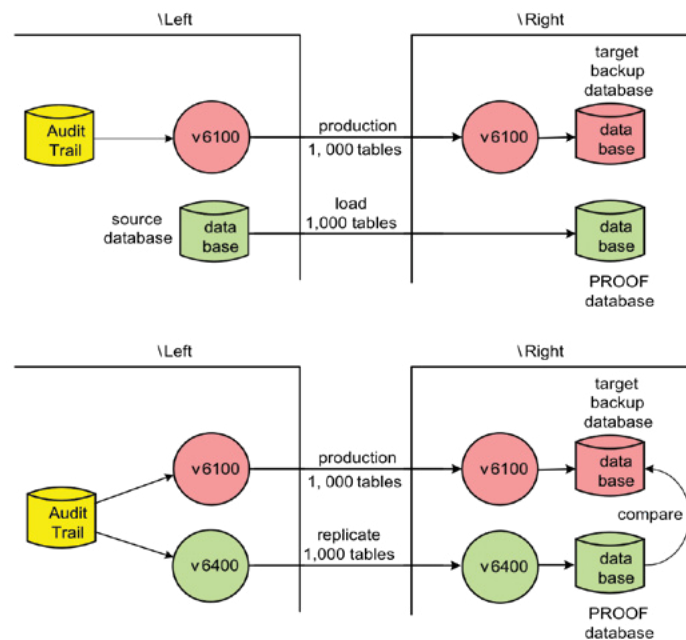 \Left
\Right
target
backup
database
Audit
Trail
v6100
production
1, 000 tables
v6100
data
base
source
database
data
base
load
1,000 tables
data
base
PROOF
database
\Left
\Right
target
backup
database
Audit
Trail
v6100
production
1, 000 tables
v6100
data
base
compare
v6400
replicate
1,000 tables
v6400
data
base
PROOF
database